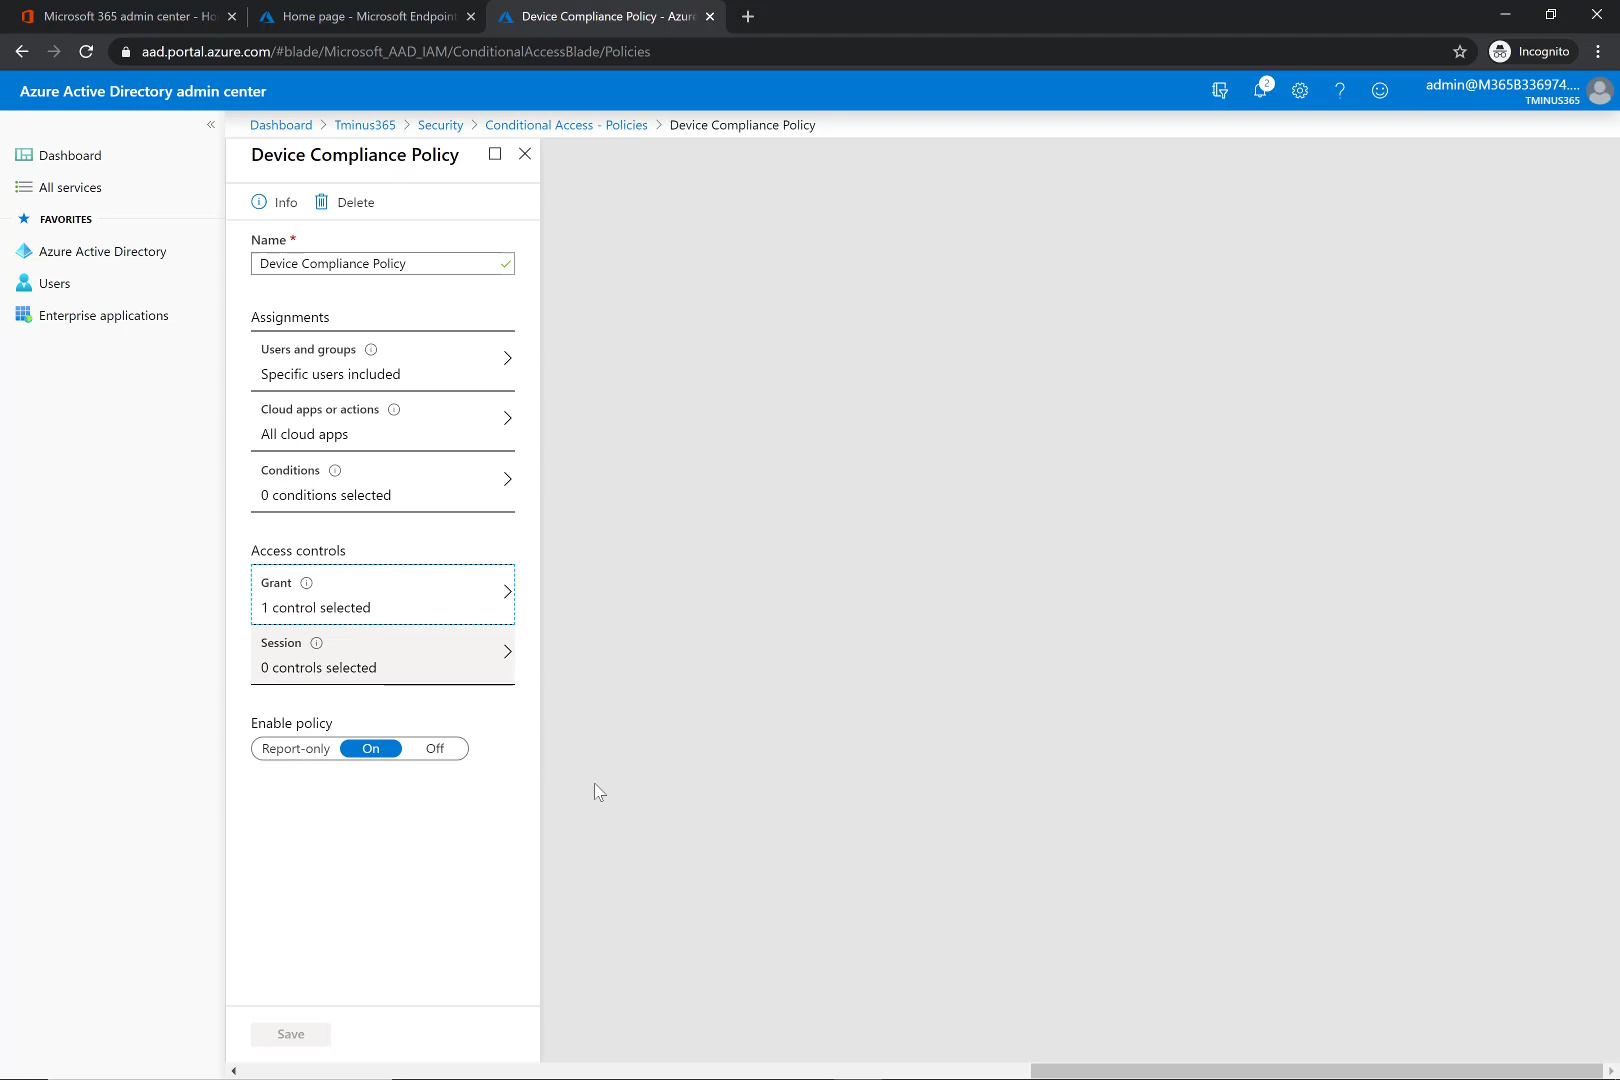 Microsoft 365 admin center - Ho
Home page - Microsoft Endpoint
Device Compliance Policy - Azure
aad.portal.azure.com/#blade/Microsoft_AAD_IAM/ConditionalAccessBlade/Policies
Incognito
Azure Active Directory admin center
2
admin@M365B336974....
TMINUS365
Dashboard > Tminus365 > Security > Conditional Access - Policies > Device Compliance Policy
Dashboard
All services
FAVORITES
Azure Active Directory
Users
Enterprise applications
Device Compliance Policy
Info
Delete
Name *
Device Compliance Policy
Assignments
Users and groups
Specific users included
Cloud apps or actions
All cloud apps
Conditions
0 conditions selected
Access controls
Grant
1 control selected
Session
0 controls selected
Enable policy
Report-only On Off
Save